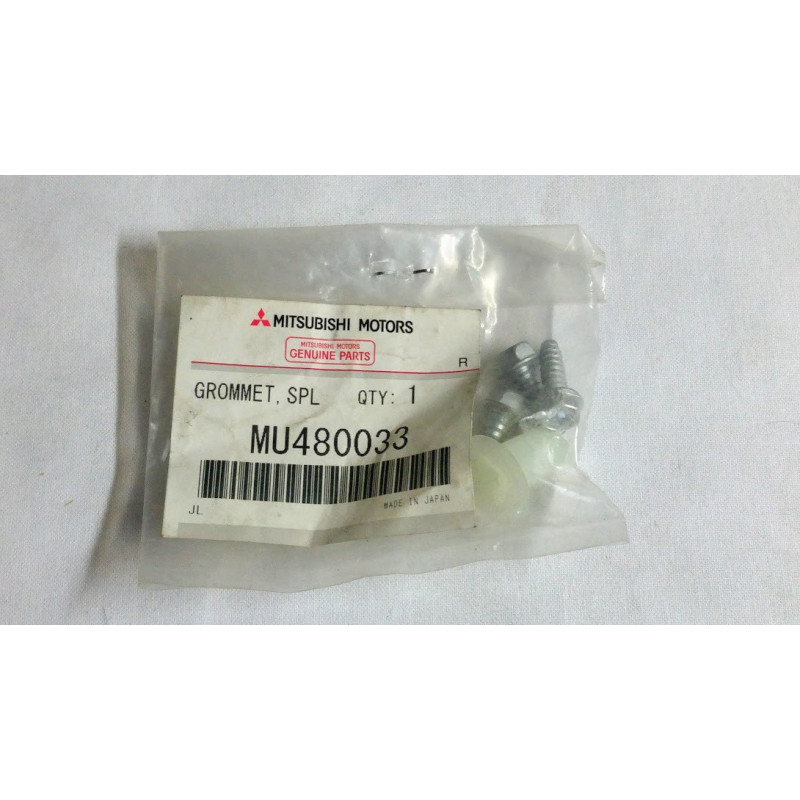 MITSUBISHI MOTORS
MITSUBISHI MOTORS
GENUINE PARTS
R
GROMMET, SPL QTY: 1
MU480033
JL MADE IN JAPAN